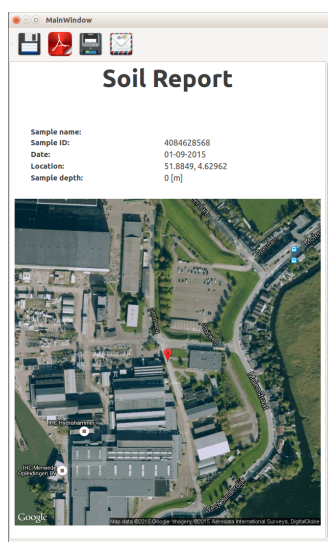 MainWindow
Soil Report
Sample name:
Sample ID: 4084628568
Date: 01-09-2015
Location: 51.8849, 4.62962
Sample depth: 0 [m]
IHC Hydrohammer
IHC Merwede
Opleidingen BV
Google
Map data ©2015 Google Imagery ©2015 Aerodata International Surveys, DigitalGlobe